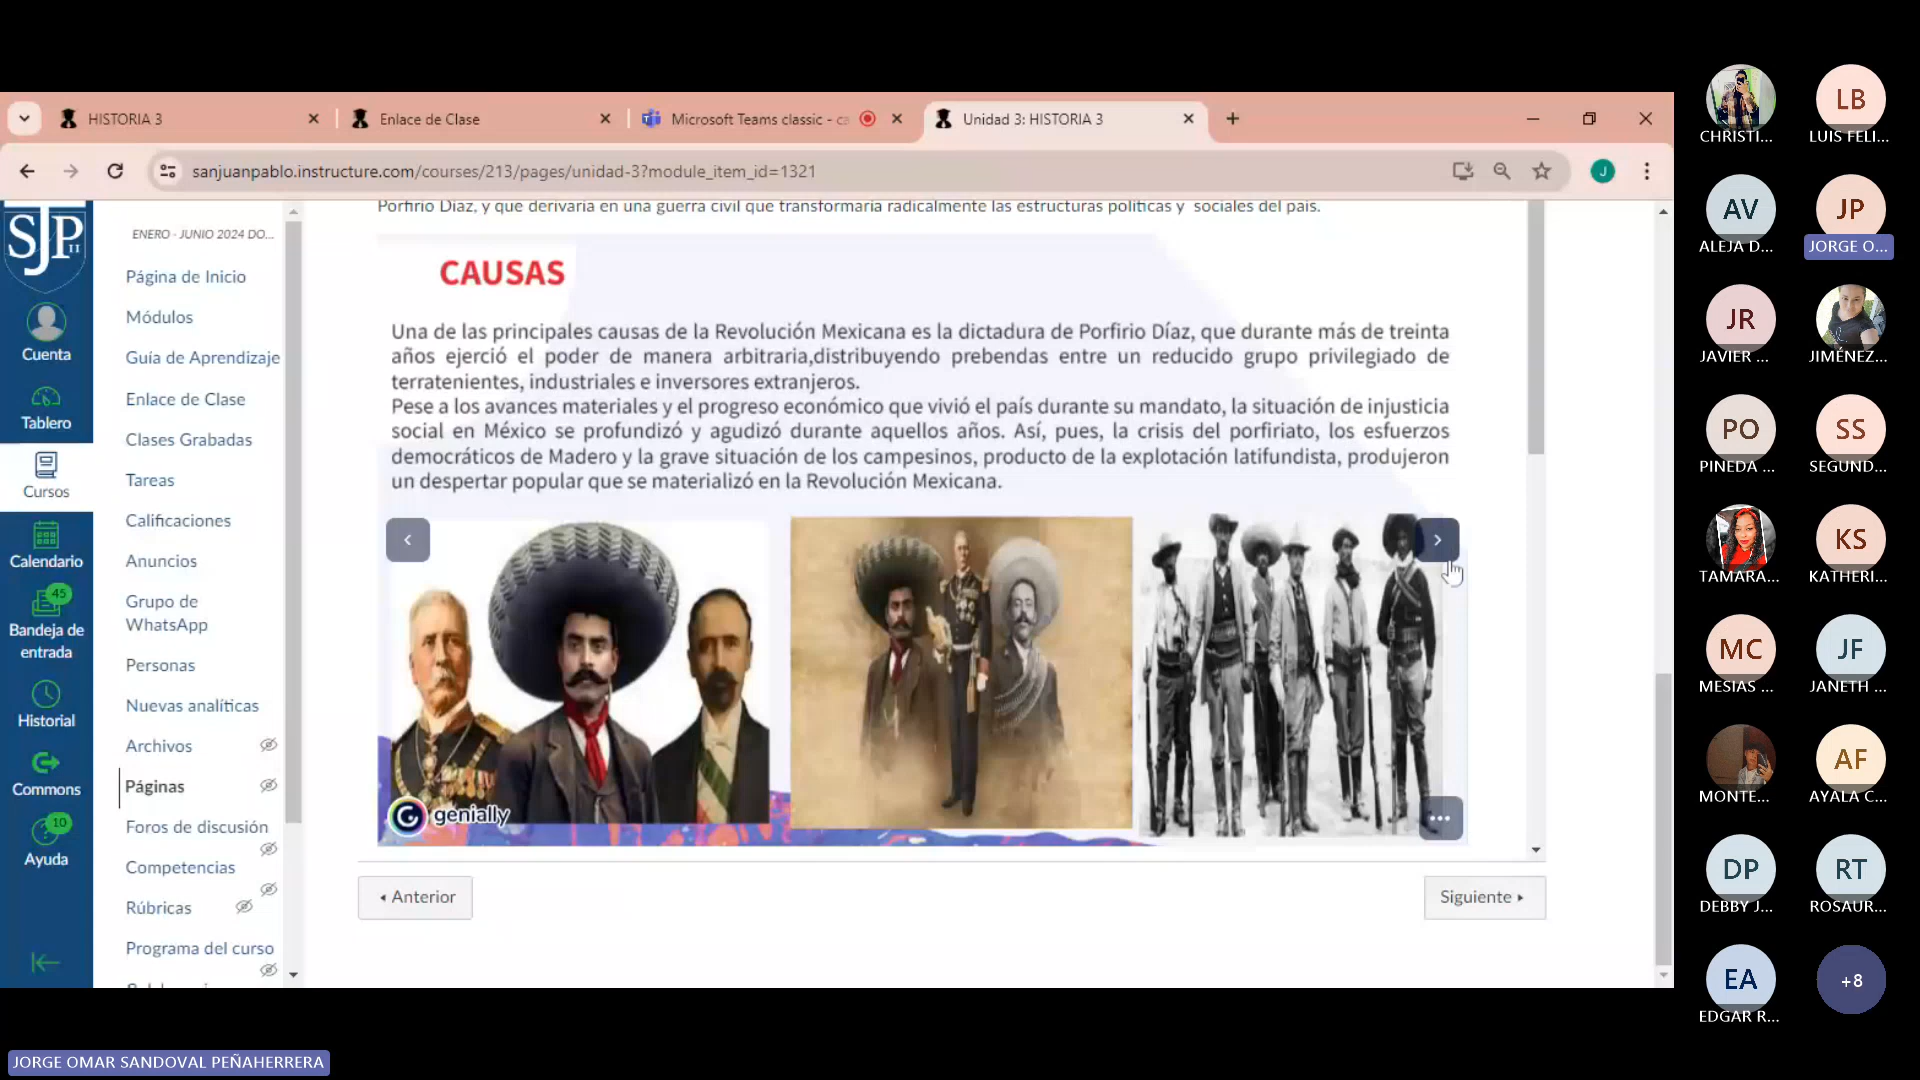 HISTORIA 3
Enlace de Clase
Microsoft Teams classic - ca
Unidad 3: HISTORIA 3
sanjuanpablo.instructure.com/courses/213/pages/unidad-3?module_item_id=1321
J
SJP
II
Cuenta
Tablero
Cursos
Calendario
45
Bandeja de
entrada
Historial
Commons
10
Ayuda
ENERO - JUNIO 2024 DO...
Página de Inicio
Módulos
Guía de Aprendizaje
Enlace de Clase
Clases Grabadas
Tareas
Calificaciones
Anuncios
Grupo de
WhatsApp
Personas
Nuevas analíticas
Archivos
Páginas
Foros de discusión
Competencias
Rúbricas
Programa del curso
Porfirio Díaz, y que derivaría en una guerra civil que transformaría radicalmente las estructuras políticas y sociales del país.
CAUSAS
Una de las principales causas de la Revolución Mexicana es la dictadura de Porfirio Díaz, que durante más de treinta
años ejerció el poder de manera arbitraria,distribuyendo prebendas entre un reducido grupo privilegiado de
terratenientes, industriales e inversores extranjeros.
Pese a los avances materiales y el progreso económico que vivió el país durante su mandato, la situación de injusticia
social en México se profundizó y agudizó durante aquellos años. Así, pues, la crisis del porfiriato, los esfuerzos
democráticos de Madero y la grave situación de los campesinos, producto de la explotación latifundista, produjeron
un despertar popular que se materializó en la Revolución Mexicana.
genially
Anterior
Siguiente
CHRISTI...
LB
LUIS FELI...
AV
ALEJA D...
JP
JORGE O...
JR
JAVIER ...
JIMÉNEZ...
PO
PINEDA ...
SS
SEGUND...
TAMARA...
KS
KATHERI...
MC
MESIAS ...
JF
JANETH ...
MONTE...
AF
AYALA C...
DP
DEBBY J...
RT
ROSAUR...
EA
EDGAR R...
+8
JORGE OMAR SANDOVAL PEÑAHERRERA